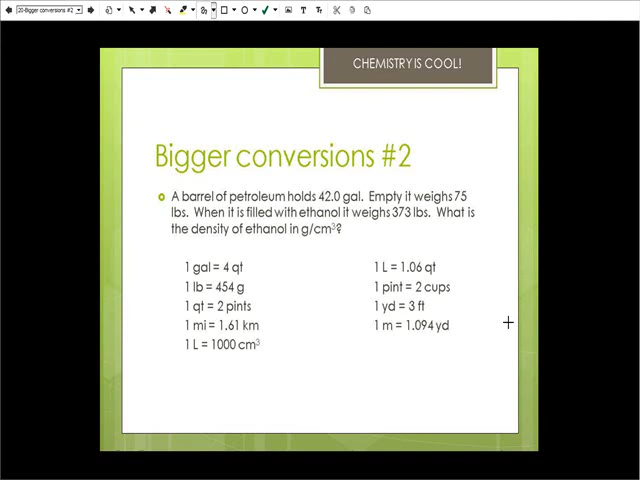 20-Bigger conversions #2
CHEMISTRY IS COOL!
Bigger conversions #2
A barrel of petroleum holds 42.0 gal. Empty it weighs 75
lbs. When it is filled with ethanol it weighs 373 lbs. What is
the density of ethanol in g/cm³?
1 gal = 4 qt
1 L = 1.06 qt
1 lb = 454 g
1 pint = 2 cups
1 qt = 2 pints
1 yd = 3 ft
1 mi = 1.61 km
1 m = 1.094 yd
1 L = 1000 cm³